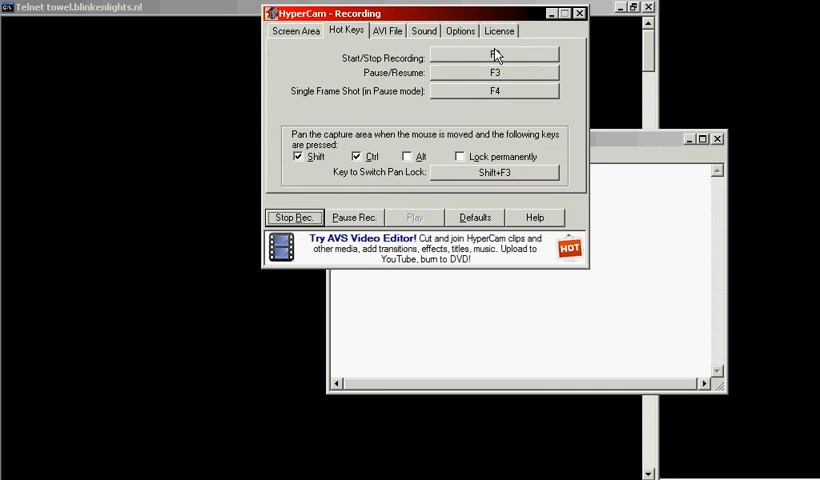 Telnet towel.blinkenlights.nl
HyperCam - Recording
Screen Area Hot Keys AVI File Sound Options License
Start/Stop Recording:
Pause/Resume: F3
Single Frame Shot (in Pause mode): F4
Pan the capture area when the mouse is moved and the following keys
are pressed:
Shift Ctrl Alt Lock permanently
Key to Switch Pan Lock: Shift+F3
Stop Rec. Pause Rec. Play Defaults Help
Try AVS Video Editor! Cut and join HyperCam clips and
other media, add transitions, effects, titles, music. Upload to
YouTube, burn to DVD!
HOT